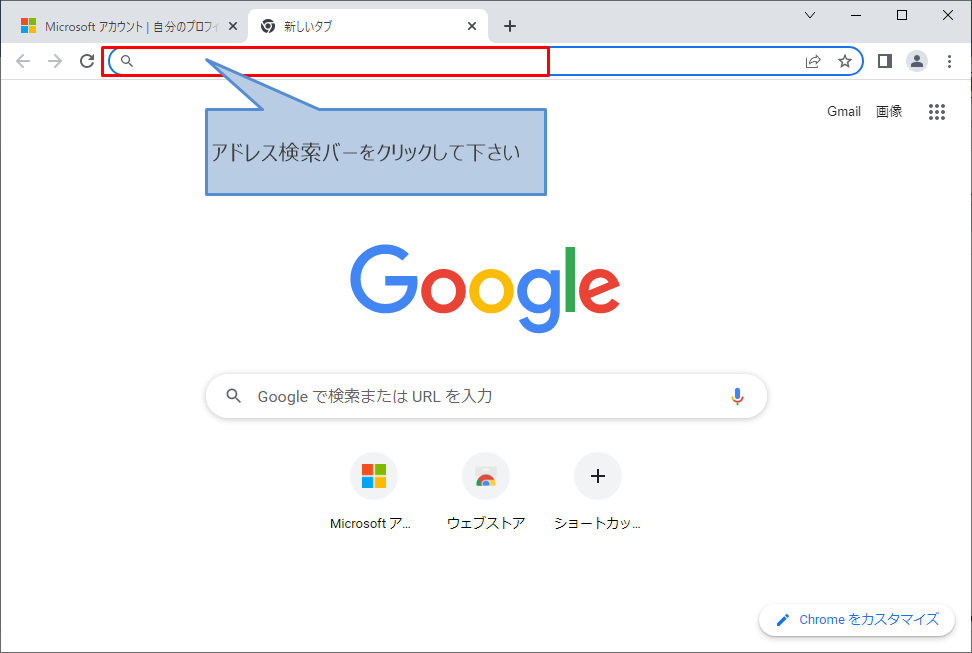 Microsoft アカウント | 自分のプロフィ
新しいタブ
Gmail 画像
アドレス検索バーをクリックして下さい
Google
Google で検索または URL を入力
Microsoft ア...
ウェブストア
ショートカッ...
Chrome をカスタマイズ